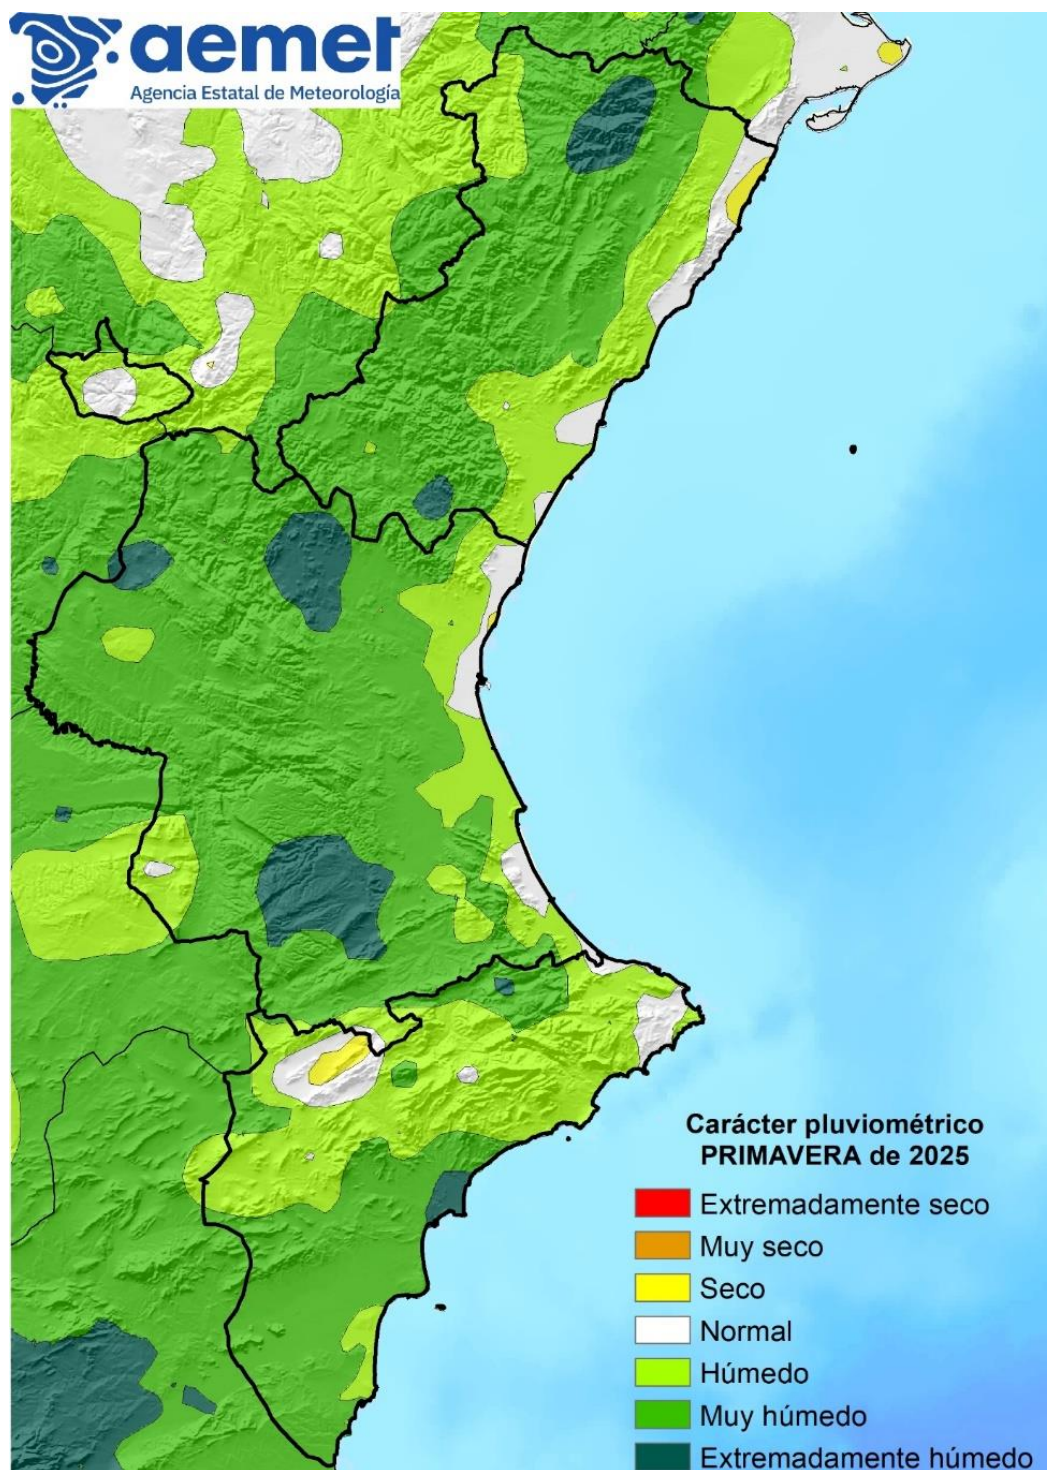 aemet
Agencia Estatal de Meteorología
Carácter pluviométrico
PRIMAVERA de 2025
Extremadamente seco
Muy seco
Seco
Normal
Húmedo
Muy húmedo
Extremadamente húmedo